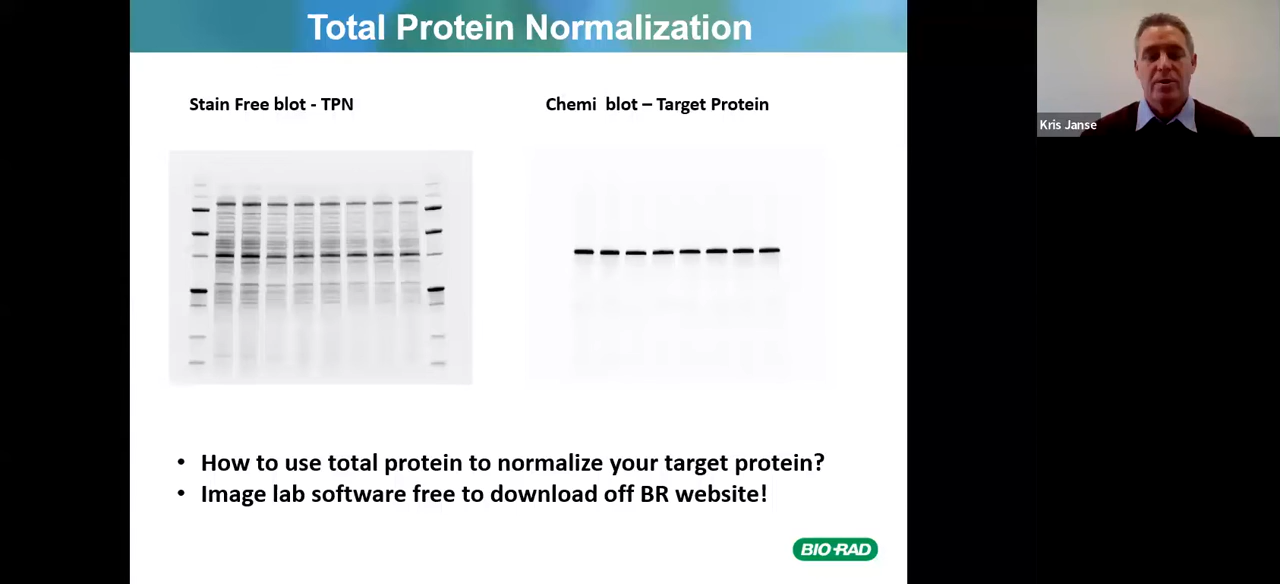 Total Protein Normalization
Stain Free blot - TPN
Chemi blot – Target Protein
Kris Janse
• How to use total protein to normalize your target protein?
• Image lab software free to download off BR website!
BIO-RAD